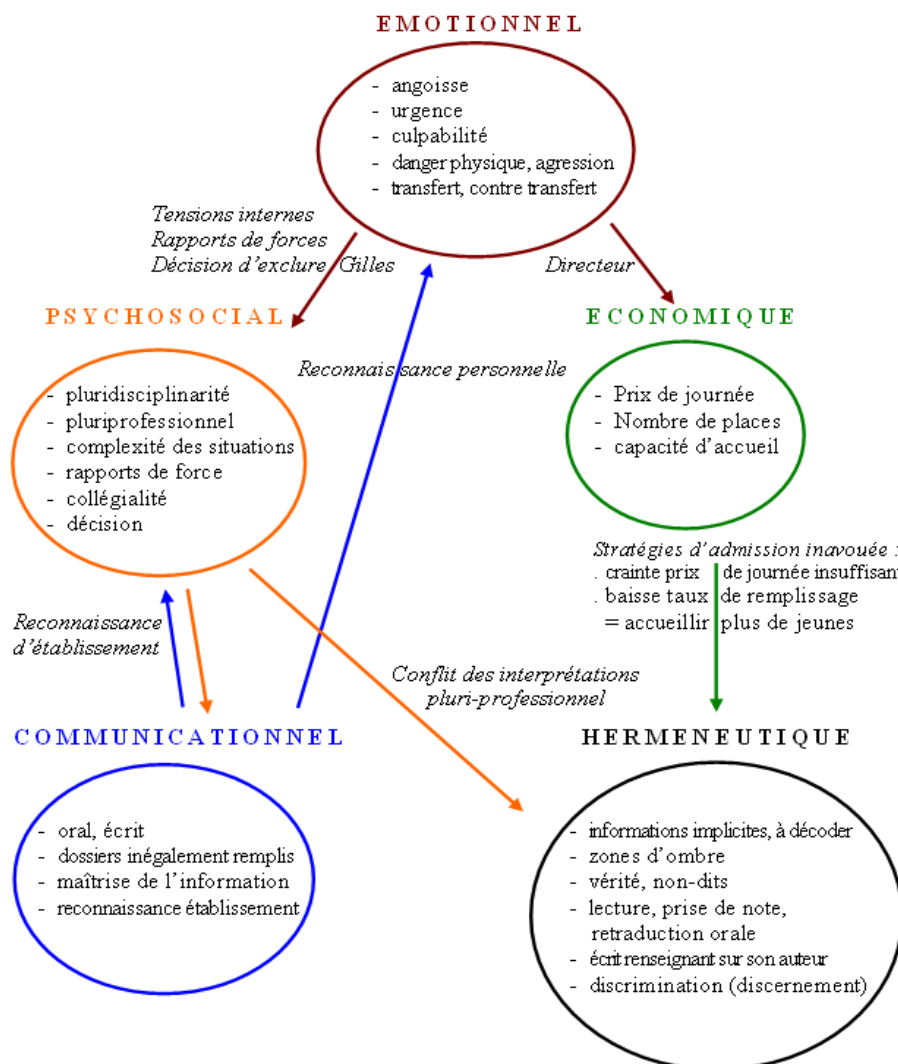 EMOTIONNEL
- angoisse
- urgence
- culpabilité
- danger physique, agression
- transfert, contre transfert
Tensions internes
Rapports de forces
Décision d'exclure Gilles
Directeur
PSYCHOSOCIAL
- pluridisciplinarité
- pluriprofessionnel
- complexité des situations
- rapports de force
- collégialité
- décision
Reconnaissance personnelle
ECONOMIQUE
- Prix de journée
- Nombre de places
- capacité d'accueil
Stratégies d'admission inavouée :
. crainte prix de journée insuffisant
. baisse taux de remplissage
= accueillir plus de jeunes
Reconnaissance
d'établissement
Conflit des interprétations
pluri-professionnel
COMMUNICATIONNEL
- oral, écrit
- dossiers inégalement remplis
- maîtrise de l'information
- reconnaissance établissement
HERMENEUTIQUE
- informations implicites, à décoder
- zones d'ombre
- vérité, non-dits
- lecture, prise de note,
retraduction orale
- écrit renseignant sur son auteur
- discrimination (discernement)